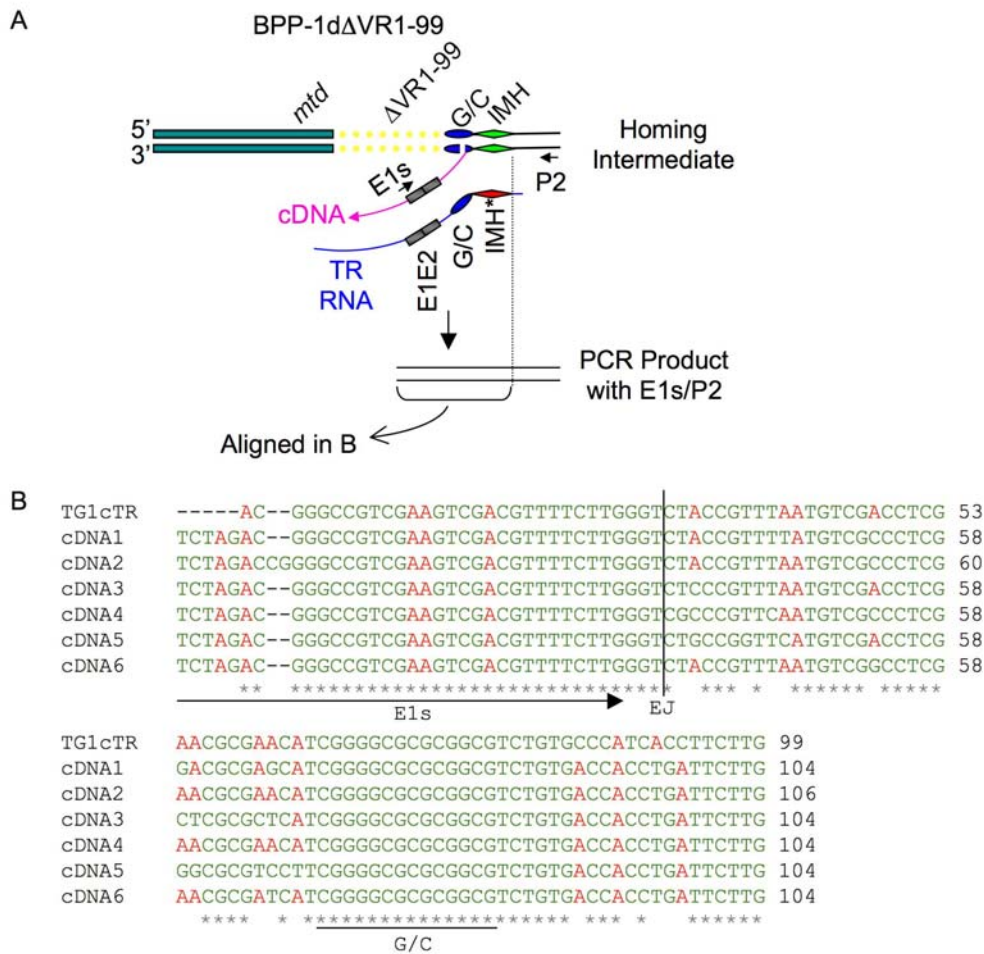 A
BPP-1dΔVR1-99
mtd
ΔVR1-99
G/C
IMH
5’
3’
Homing
Intermediate
E1s
P2
cDNA
TR
RNA
E1E2
G/C
IMH*
PCR Product
with E1s/P2
Aligned in B
B
TG1cTR -----AC--GGGCCGTCGAAGTCGACGTTTTCTTGGGTCTACCGTTTAATGTCGACCTCG 53
cDNA1 TCTAGAC--GGGCCGTCGAAGTCGACGTTTTCTTGGGTCTACCGTTTTATGTCGCCCTCG 58
cDNA2 TCTAGACCGGGGCCGTCGAAGTCGACGTTTTCTTGGGTCTACCGTTTAATGTCGCCCTCG 60
cDNA3 TCTAGAC--GGGCCGTCGAAGTCGACGTTTTCTTGGGTCTCCCGTTTAATGTCGACCTCG 58
cDNA4 TCTAGAC--GGGCCGTCGAAGTCGACGTTTTCTTGGGTCGCCCGTTCAATGTCGCCCTCG 58
cDNA5 TCTAGAC--GGGCCGTCGAAGTCGACGTTTTCTTGGGTCTGCCGGTTCATGTCGACCTCG 58
cDNA6 TCTAGAC--GGGCCGTCGAAGTCGACGTTTTCTTGGGTCTACCGTTTAATGTCGGCCTCG 58
** ****************************** *** * ****** *****
E1s EJ
TG1cTR AACGCGAACATCGGGGCGCGCGGCGTCTGTGCCCATCACCTTCTTG 99
cDNA1 GACGCGAGCATCGGGGCGCGCGGCGTCTGTGACCACCTGATTCTTG 104
cDNA2 AACGCGAACATCGGGGCGCGCGGCGTCTGTGACCACCTGATTCTTG 106
cDNA3 CTCGCGCTCATCGGGGCGCGCGGCGTCTGTGACCACCTGATTCTTG 104
cDNA4 AACGCGAACATCGGGGCGCGCGGCGTCTGTGACCACCTGATTCTTG 104
cDNA5 GGCGCGTCCTTCGGGGCGCGCGGCGTCTGTGACCACCTGATTCTTG 104
cDNA6 AACGCGATCATCGGGGCGCGCGGCGTCTGTGACCACCTGATTCTTG 104
**** * ******************** *** * ******
G/C